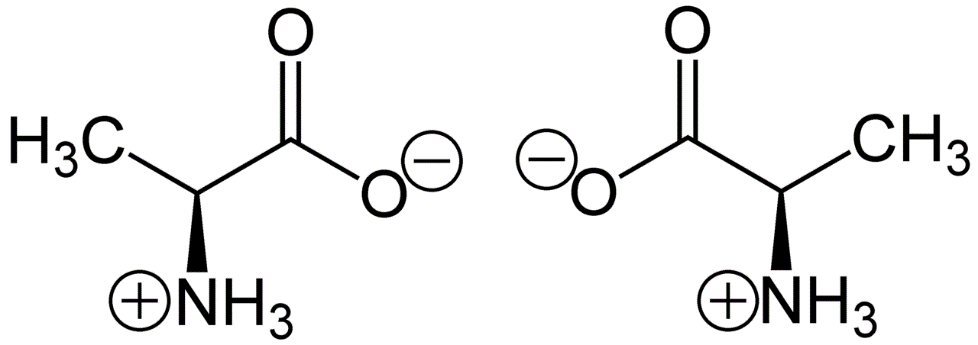 O O
H₃C O⊖ ⊖O CH₃
⊕NH₃ ⊕NH₃